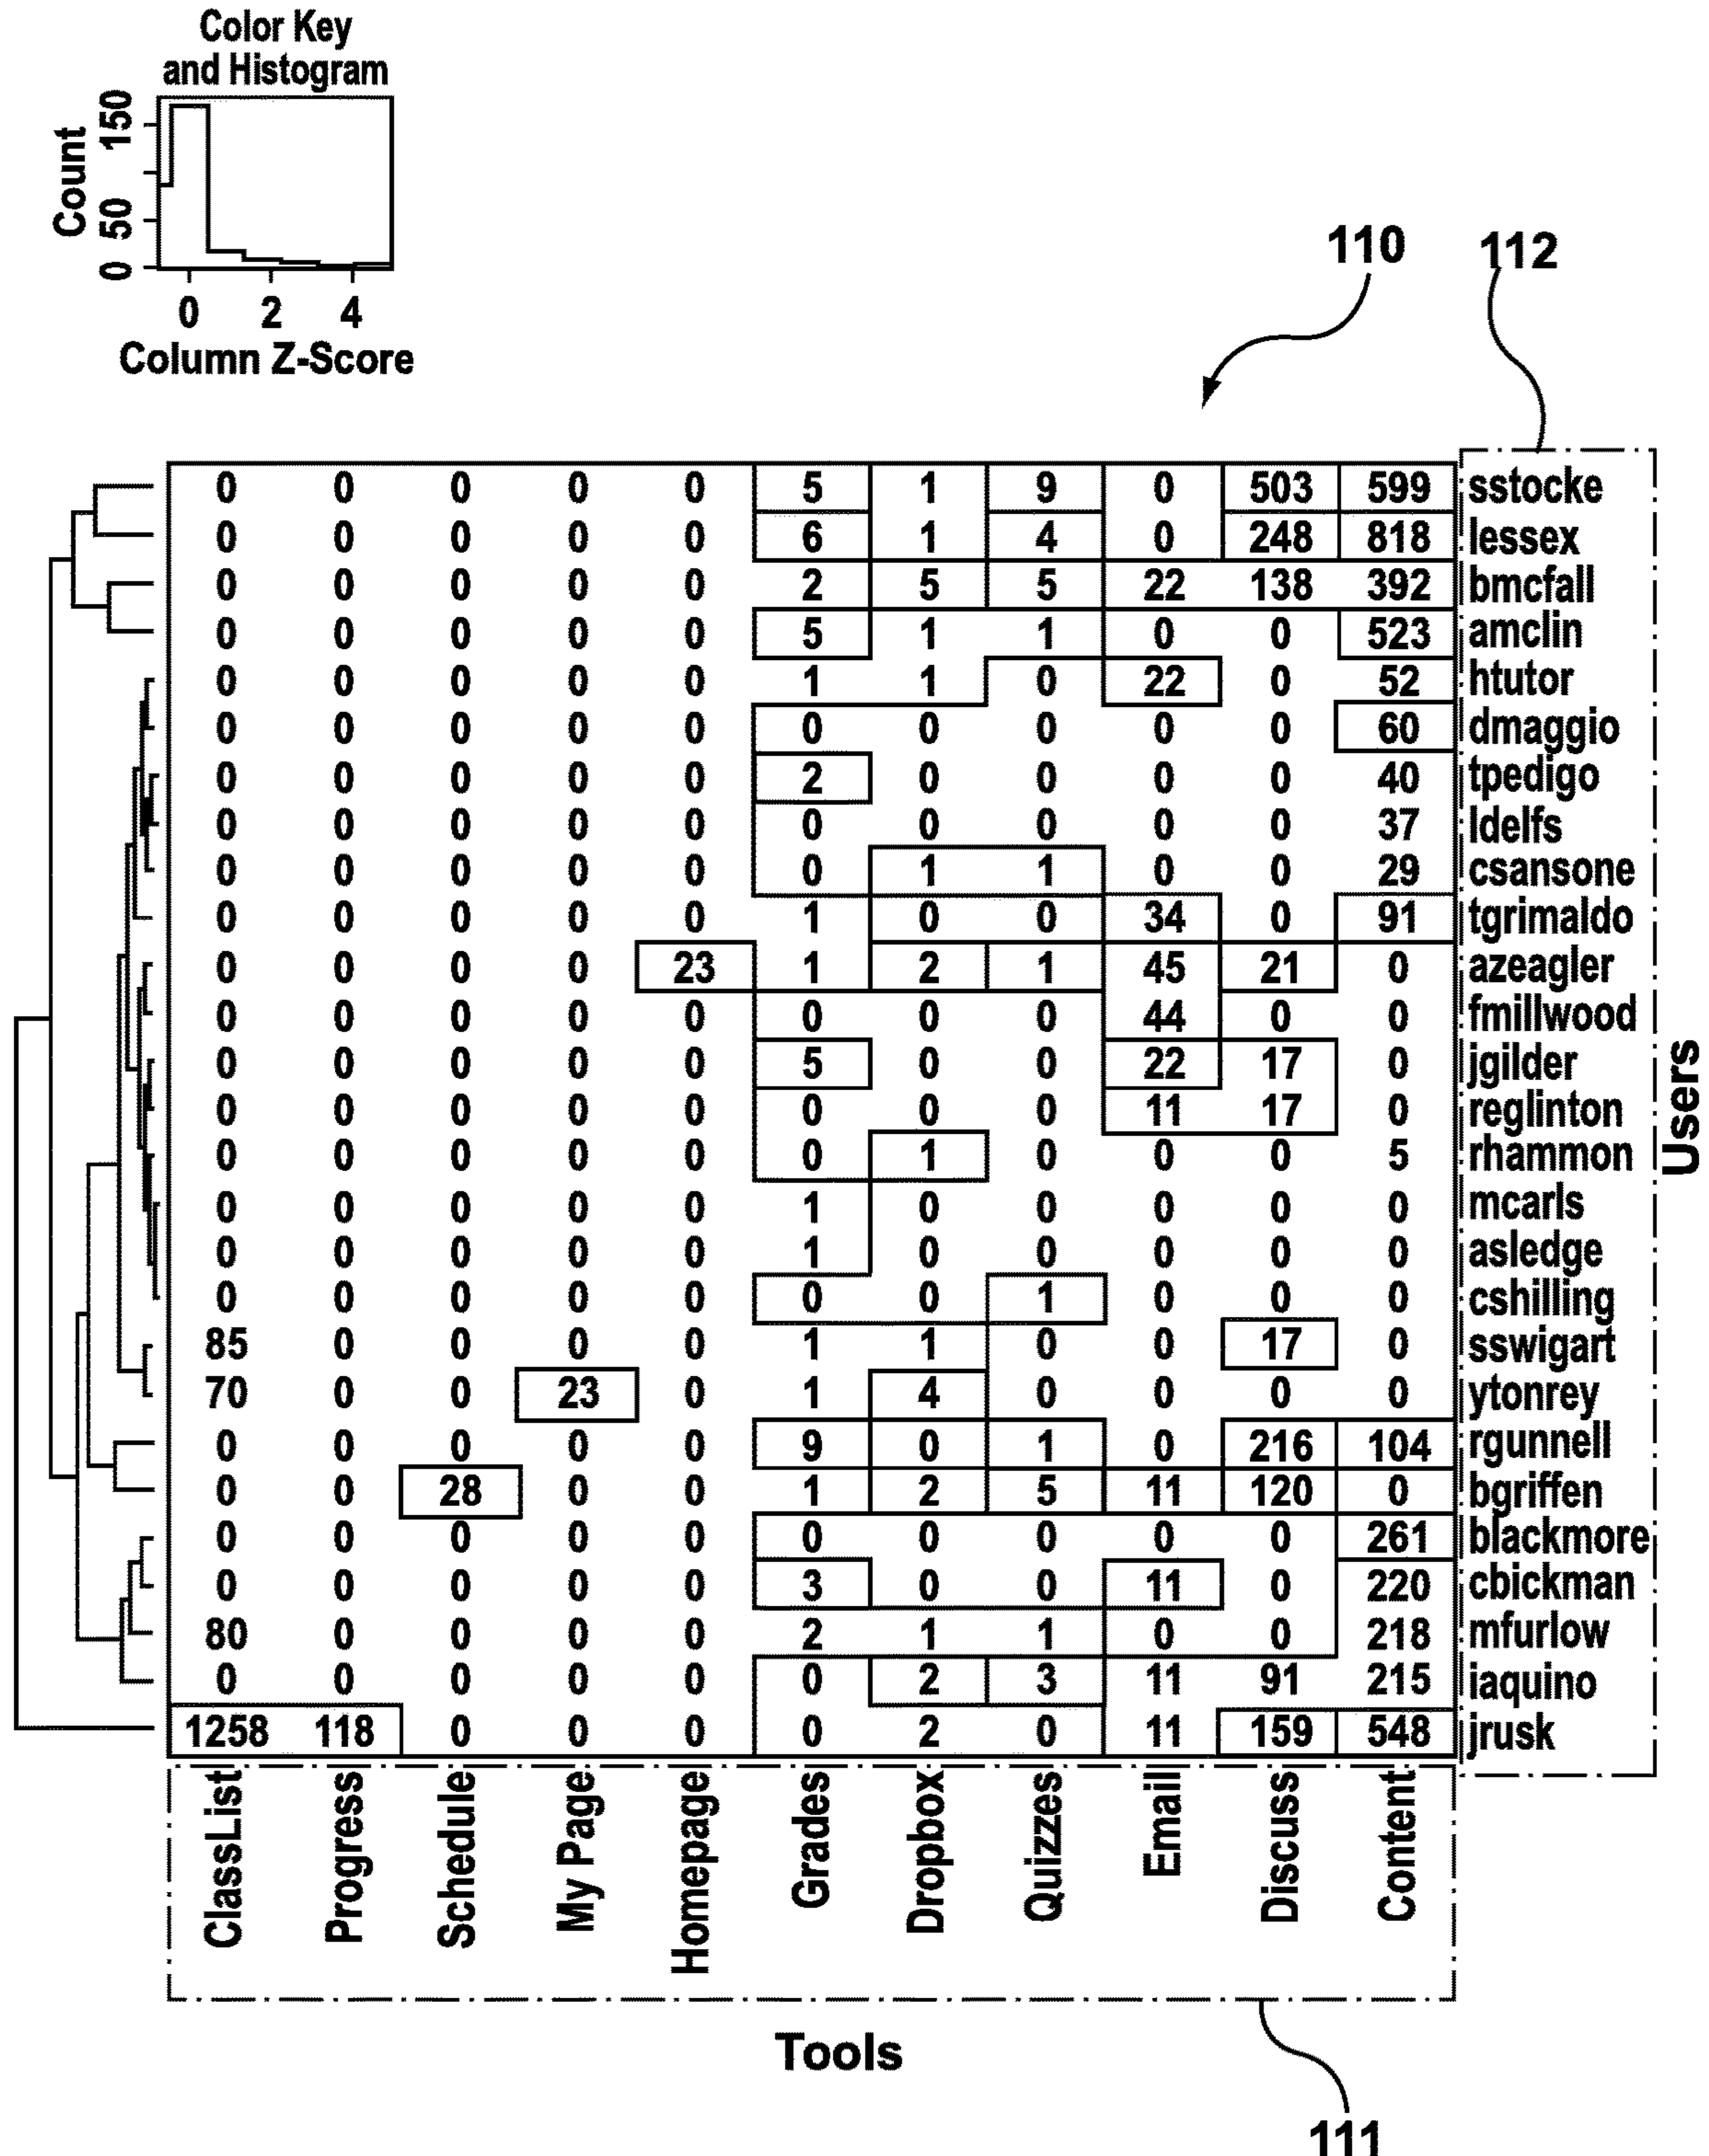 Color Key
and Histogram
Count
0 50 150
0 2 4
Column Z-Score
110
112
0 0 0 0 0 5 1 9 0 503 599 sstocke
0 0 0 0 0 6 1 4 0 248 818 lessex
0 0 0 0 0 2 5 5 22 138 392 bmcfall
0 0 0 0 0 5 1 1 0 0 523 amclin
0 0 0 0 0 1 1 0 22 0 52 htutor
0 0 0 0 0 0 0 0 0 0 60 dmaggio
0 0 0 0 0 2 0 0 0 0 40 tpedigo
0 0 0 0 0 0 0 0 0 0 37 ldelfs
0 0 0 0 0 0 1 1 0 0 29 csansone
0 0 0 0 0 1 0 0 34 0 91 tgrimaldo
0 0 0 0 23 1 2 1 45 21 0 azeagler
0 0 0 0 0 0 0 0 44 0 0 fmillwood
0 0 0 0 0 5 0 0 22 17 0 jgilder
0 0 0 0 0 0 0 0 11 17 0 reglinton
0 0 0 0 0 0 1 0 0 0 5 rhammon
0 0 0 0 0 1 0 0 0 0 0 mcarls
0 0 0 0 0 1 0 0 0 0 0 asledge
0 0 0 0 0 0 0 1 0 0 0 cshilling
85 0 0 0 0 1 1 0 0 17 0 sswigart
70 0 0 23 0 1 4 0 0 0 0 ytonrey
0 0 0 0 0 9 0 1 0 216 104 rgunnell
0 0 28 0 0 1 2 5 11 120 0 bgriffen
0 0 0 0 0 0 0 0 0 0 261 blackmore
0 0 0 0 0 3 0 0 11 0 220 cbickman
80 0 0 0 0 2 1 1 0 0 218 mfurlow
0 0 0 0 0 0 2 3 11 91 215 iaquino
1258 118 0 0 0 0 2 0 11 159 548 jrusk
Users
ClassList
Progress
Schedule
My Page
Homepage
Grades
Dropbox
Quizzes
Email
Discuss
Content
Tools
111